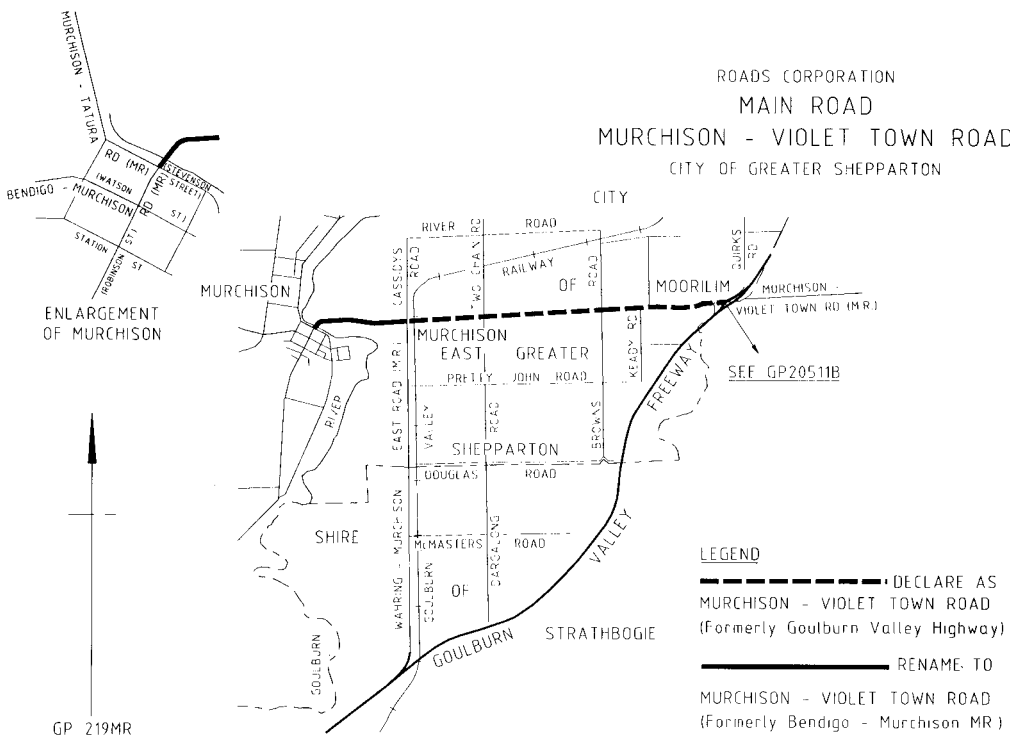 ROADS CORPORATION
MAIN ROAD
MURCHISON - VIOLET TOWN ROAD
CITY OF GREATER SHEPPARTON
MURCHISON - TATURA
RD (MR)
(WATSON
(STEVENSON
STREET)
BENDIGO - MURCHISON
RD (MR)
ST)
STATION ST
(ROBINSON ST)
ENLARGEMENT
OF MURCHISON
CITY
RIVER ROAD
CASSIDYS ROAD
TWO CHAIN RD
RAILWAY
OF
ROAD
QUIRKS RD
MURCHISON
MOORILIM
MURCHISON -
VIOLET TOWN RD (M.R.)
MURCHISON
EAST GREATER
KEADY RD
SEE GP20511B
PRETTY JOHN ROAD
FREEWAY
RIVER
EAST ROAD (M.R.)
VALLEY
ROAD
BROWNS
SHEPPARTON
DOUGLAS ROAD
SHIRE
McMASTERS ROAD
VALLEY
WAHRING - MURCHISON
GOULBURN
OF
DARGALONG
STRATHBOGIE
GOULBURN
GOULBURN
GP 219MR
LEGEND
DECLARE AS
MURCHISON - VIOLET TOWN ROAD
(Formerly Goulburn Valley Highway)
RENAME TO
MURCHISON - VIOLET TOWN ROAD
(Formerly Bendigo - Murchison MR)